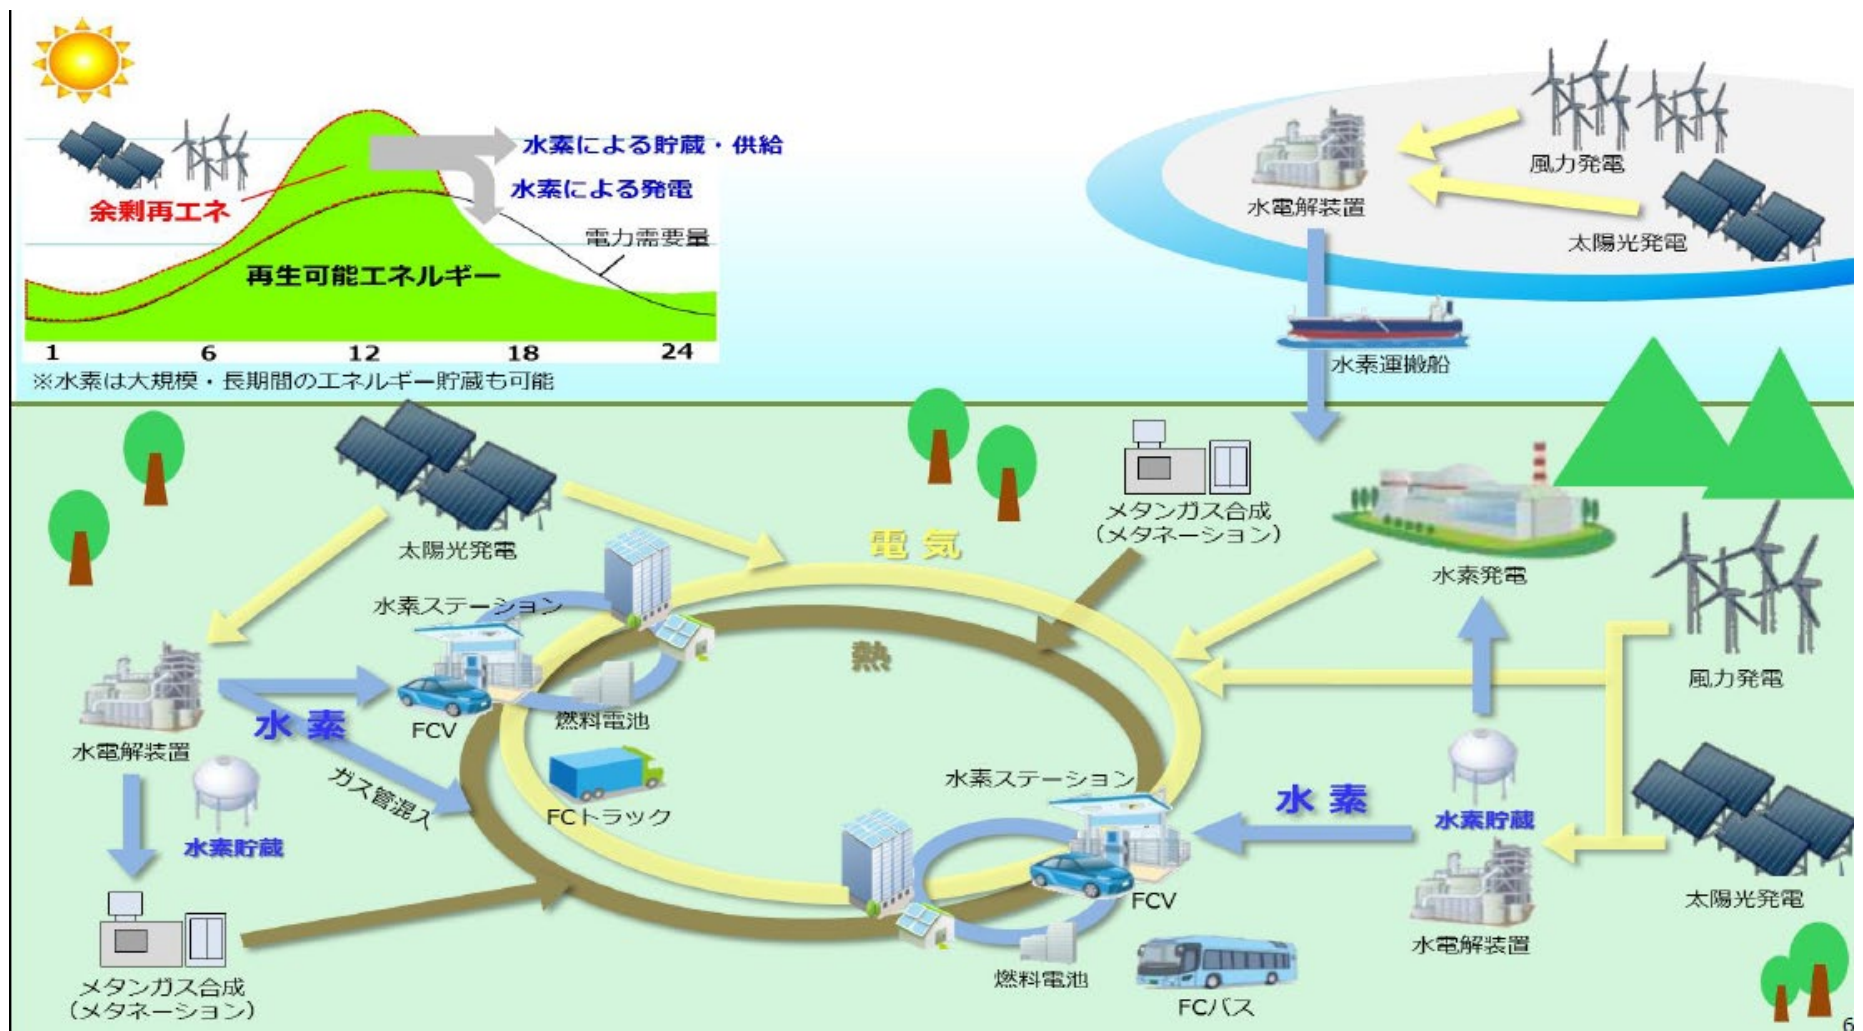 水素による貯蔵・供給
水素による発電
余剰再エネ
電力需要量
再生可能エネルギー
1 6 12 18 24
※水素は大規模・長期間のエネルギー貯蔵も可能
風力発電
水電解装置
太陽光発電
水素運搬船
太陽光発電
電気
メタンガス合成
(メタネーション)
水素発電
水素ステーション
熱
風力発電
水素
FCV
燃料電池
水電解装置
ガス管混入
水素貯蔵
FCトラック
水素ステーション
水素
水素貯蔵
太陽光発電
FCV
水電解装置
メタンガス合成
(メタネーション)
燃料電池
FCバス
6